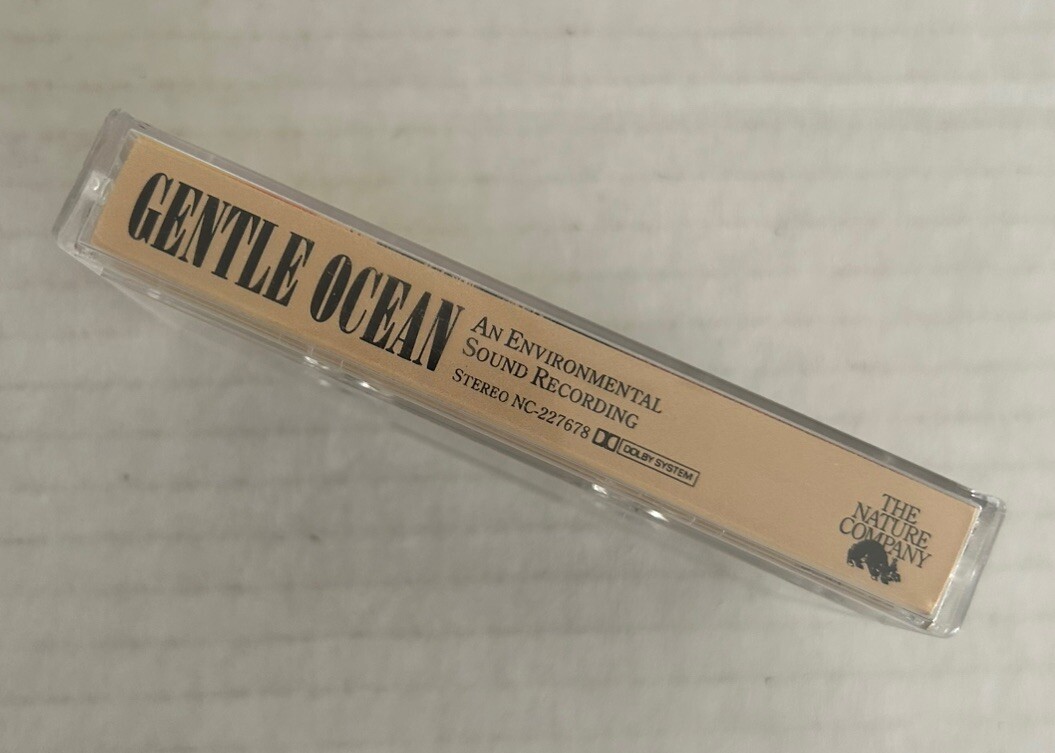 GENTLE OCEAN
AN ENVIRONMENTAL
SOUND RECORDING
STEREO NC-227678 DOLBY SYSTEM
THE
NATURE
COMPANY